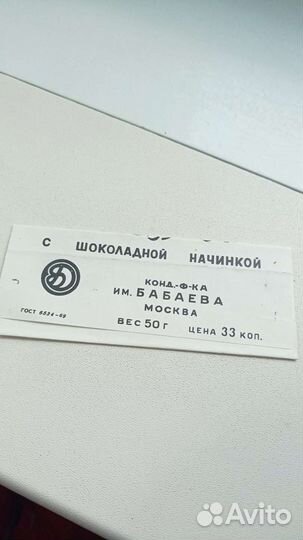 С ШОКОЛАДНОЙ НАЧИНКОЙ
КОНД.-Ф-КА
ИМ. БАБАЕВА
МОСКВА
ГОСТ 6534-69
ВЕС 50 Г ЦЕНА 33 КОП.
Avito